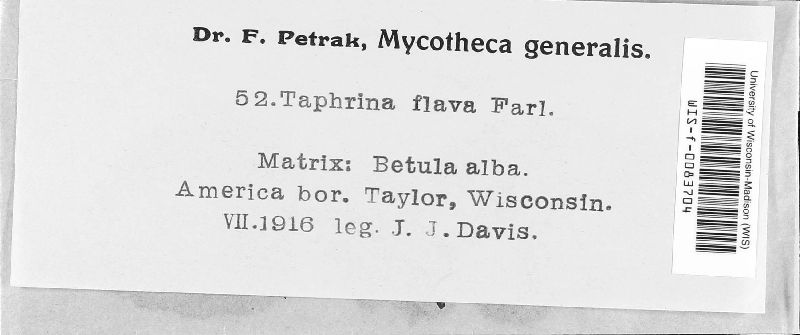 Dr. F. Petrak, Mycotheca generalis.
52. Taphrina flava Farl.
Matrix: Betula alba.
America bor. Taylor, Wisconsin.
VII.1916 leg. J. J. Davis.
University of Wisconsin-Madison (WIS)
WIS-f-0083704